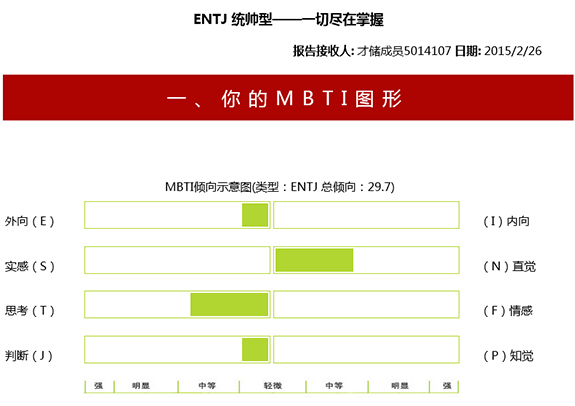 ENTJ 统帅型——一切尽在掌握
报告接收人: 才储成员5014107 日期: 2015/2/26
一、你的MBTI图形
MBTI倾向示意图(类型：ENTJ 总倾向：29.7)
外向（E） （I）内向
实感（S） （N）直觉
思考（T） （F）情感
判断（J） （P）知觉
强 明显 中等 轻微 中等 明显 强